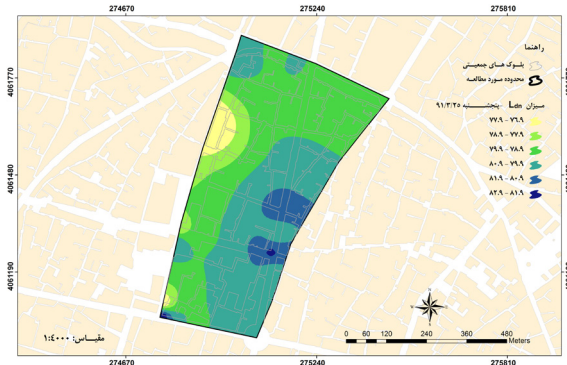 274670 275240 275810
4061770
4061480
4061190
راهنما
بلوک های جمعیتی
محدوده مورد مطالعه
میزان Ldn پنجشنبه ۹۱/۳/۲۵
۷۶.۹ - ۷۷.۹
۷۷.۹ - ۷۸.۹
۷۸.۹ - ۷۹.۹
۷۹.۹ - ۸۰.۹
۸۰.۹ - ۸۱.۹
۸۱.۹ - ۸۲.۹
0 60 120 240 360 480
Meters
مقیاس: ۱:٤۰۰۰
274670 275240 275810